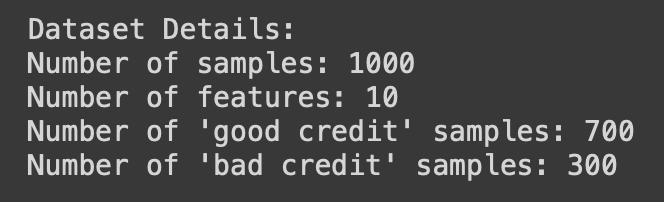 Dataset Details:
Number of samples: 1000
Number of features: 10
Number of 'good credit' samples: 700
Number of 'bad credit' samples: 300